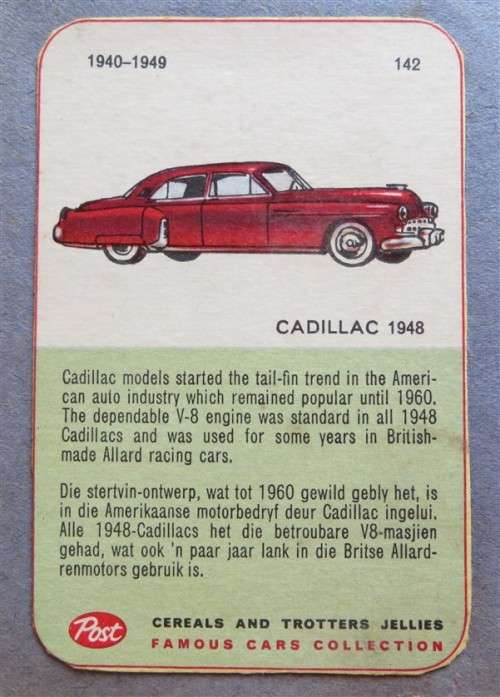 1940–1949 142
CADILLAC 1948
Cadillac models started the tail-fin trend in the Ameri-
can auto industry which remained popular until 1960.
The dependable V-8 engine was standard in all 1948
Cadillacs and was used for some years in British-
made Allard racing cars.
Die stertvin-ontwerp, wat tot 1960 gewild gebly het, is
in die Amerikaanse motorbedryf deur Cadillac ingelui.
Alle 1948-Cadillacs het die betroubare V8-masjien
gehad, wat ook 'n paar jaar lank in die Britse Allard-
renmotors gebruik is.
Post
CEREALS AND TROTTERS JELLIES
FAMOUS CARS COLLECTION